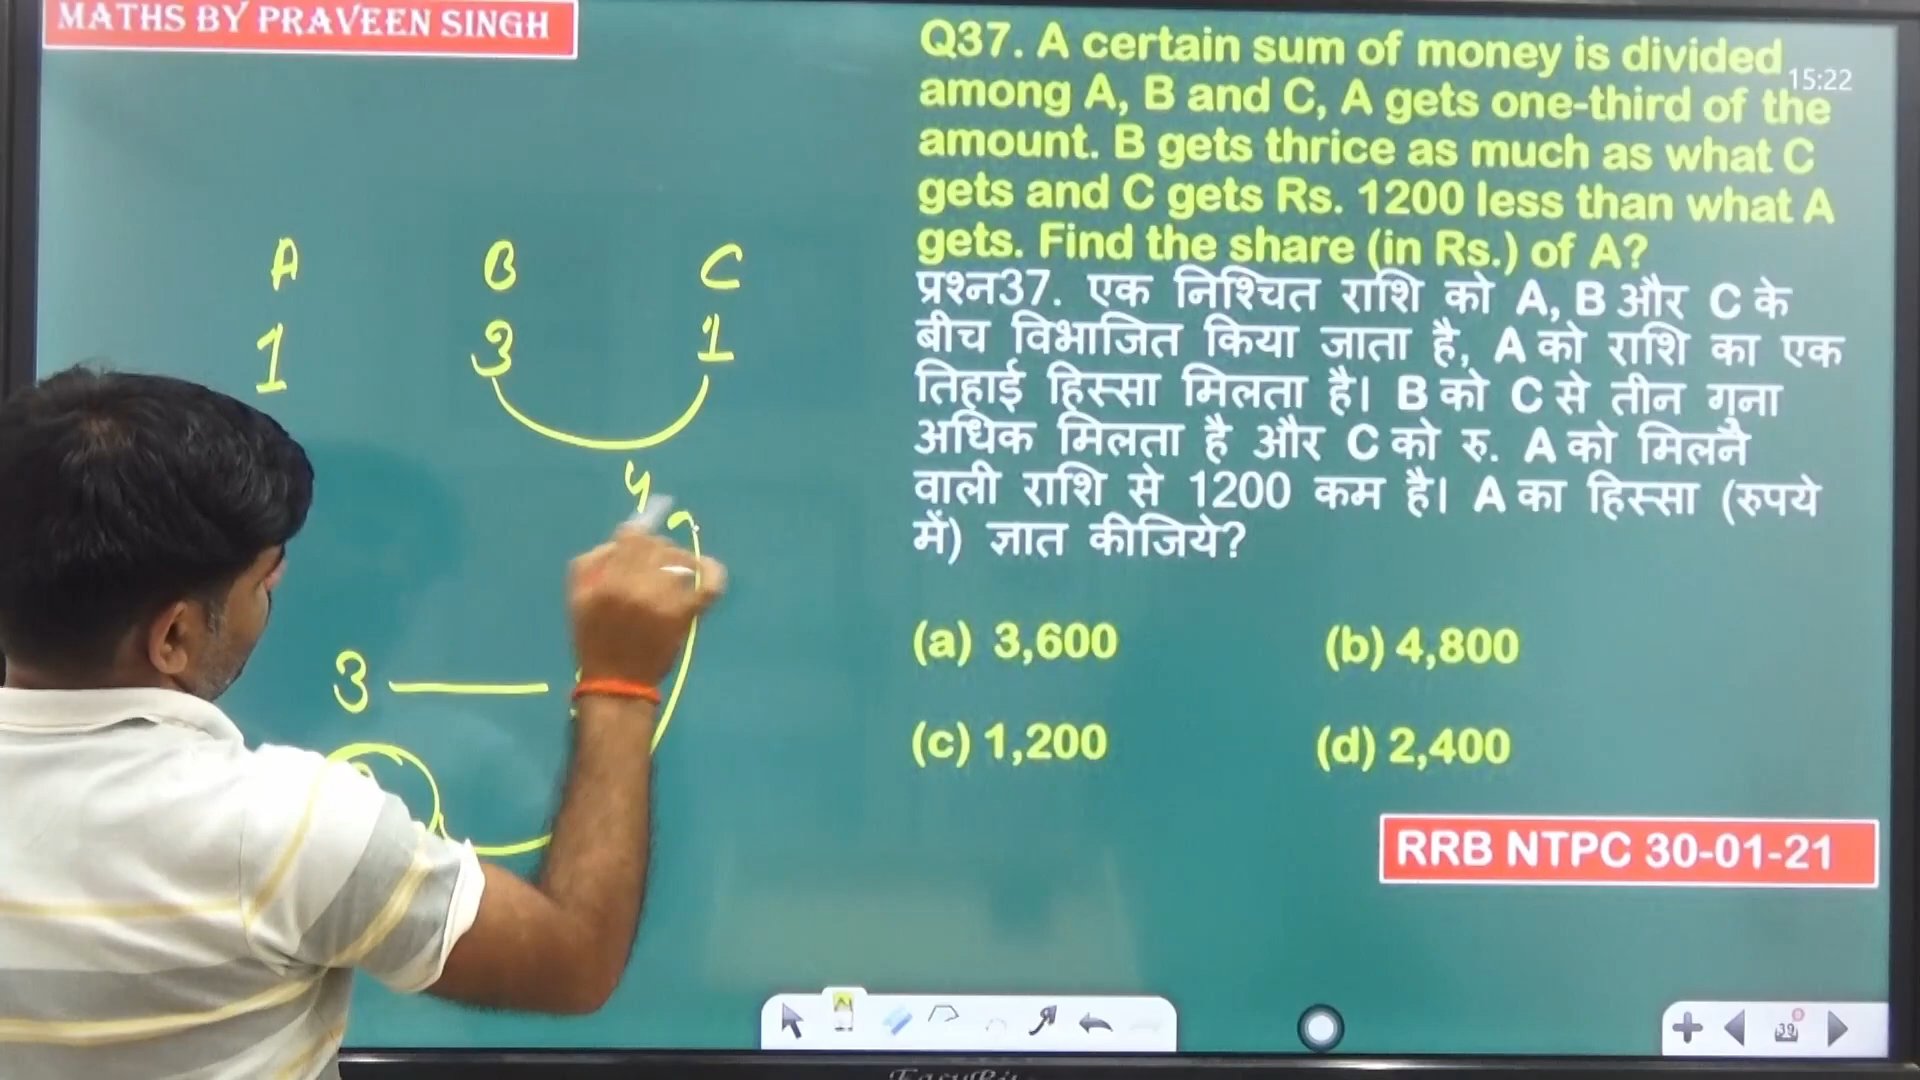 MATHS BY PRAVEEN SINGH
Q37. A certain sum of money is divided
15:22
among A, B and C, A gets one-third of the
amount. B gets thrice as much as what C
gets and C gets Rs. 1200 less than what A
gets. Find the share (in Rs.) of A?
प्रश्न37. एक निश्चित राशि को A, B और C के
बीच विभाजित किया जाता है, A को राशि का एक
तिहाई हिस्सा मिलता है। B को C से तीन गुना
अधिक मिलता है और C को रु. A को मिलने
वाली राशि से 1200 कम है। A का हिस्सा (रुपये
में) ज्ञात कीजिये?
(a) 3,600
(b) 4,800
(c) 1,200
(d) 2,400
RRB NTPC 30-01-21
A B C
1 3 1
4
3
39